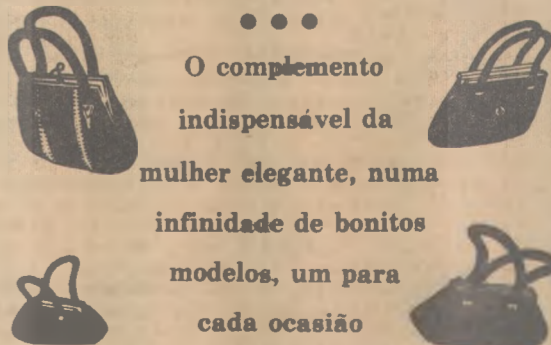 ● ● ●
O complemento
indispensável da
mulher elegante, numa
infinidade de bonitos
modelos, um para
cada ocasião